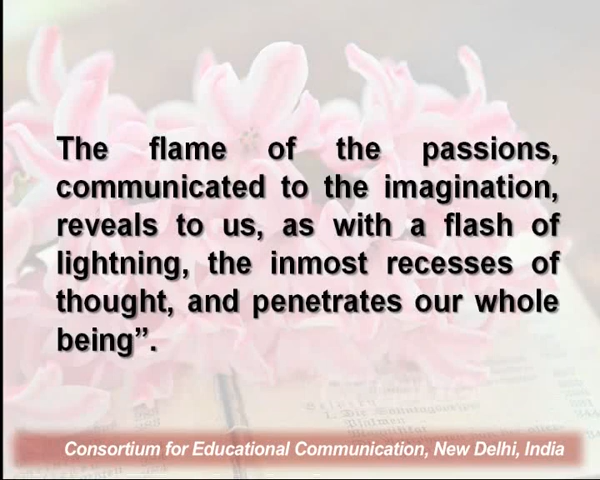 The flame of the passions,
communicated to the imagination,
reveals to us, as with a flash of
lightning, the inmost recesses of
thought, and penetrates our whole
being”.
Consortium for Educational Communication, New Delhi, India